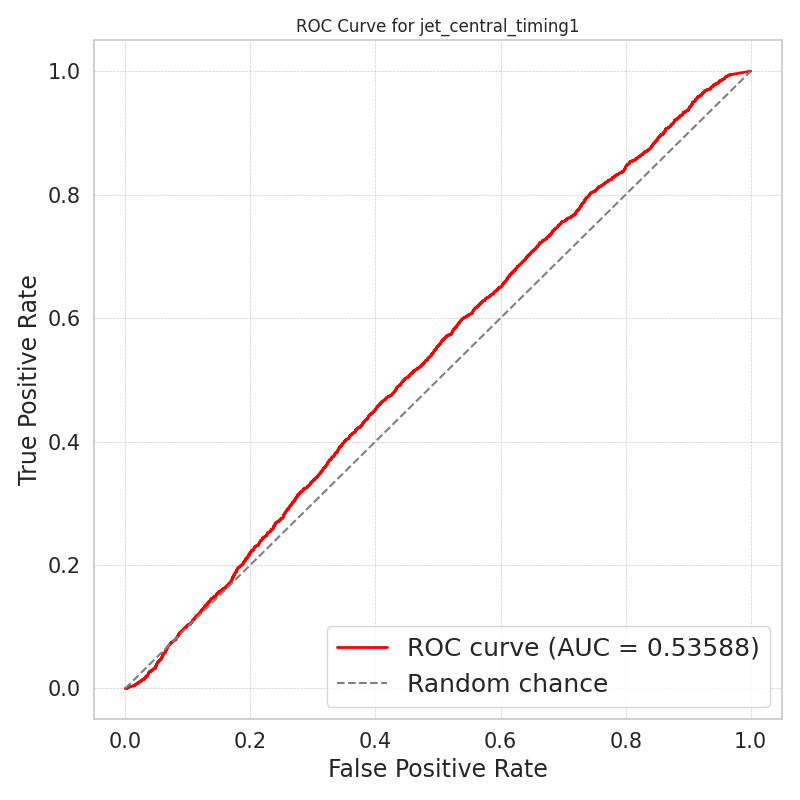 ROC Curve for jet_central_timing1
1.0
0.8
0.6
0.4
0.2
0.0
True Positive Rate
ROC curve (AUC = 0.53588)
Random chance
0.0 0.2 0.4 0.6 0.8 1.0
False Positive Rate